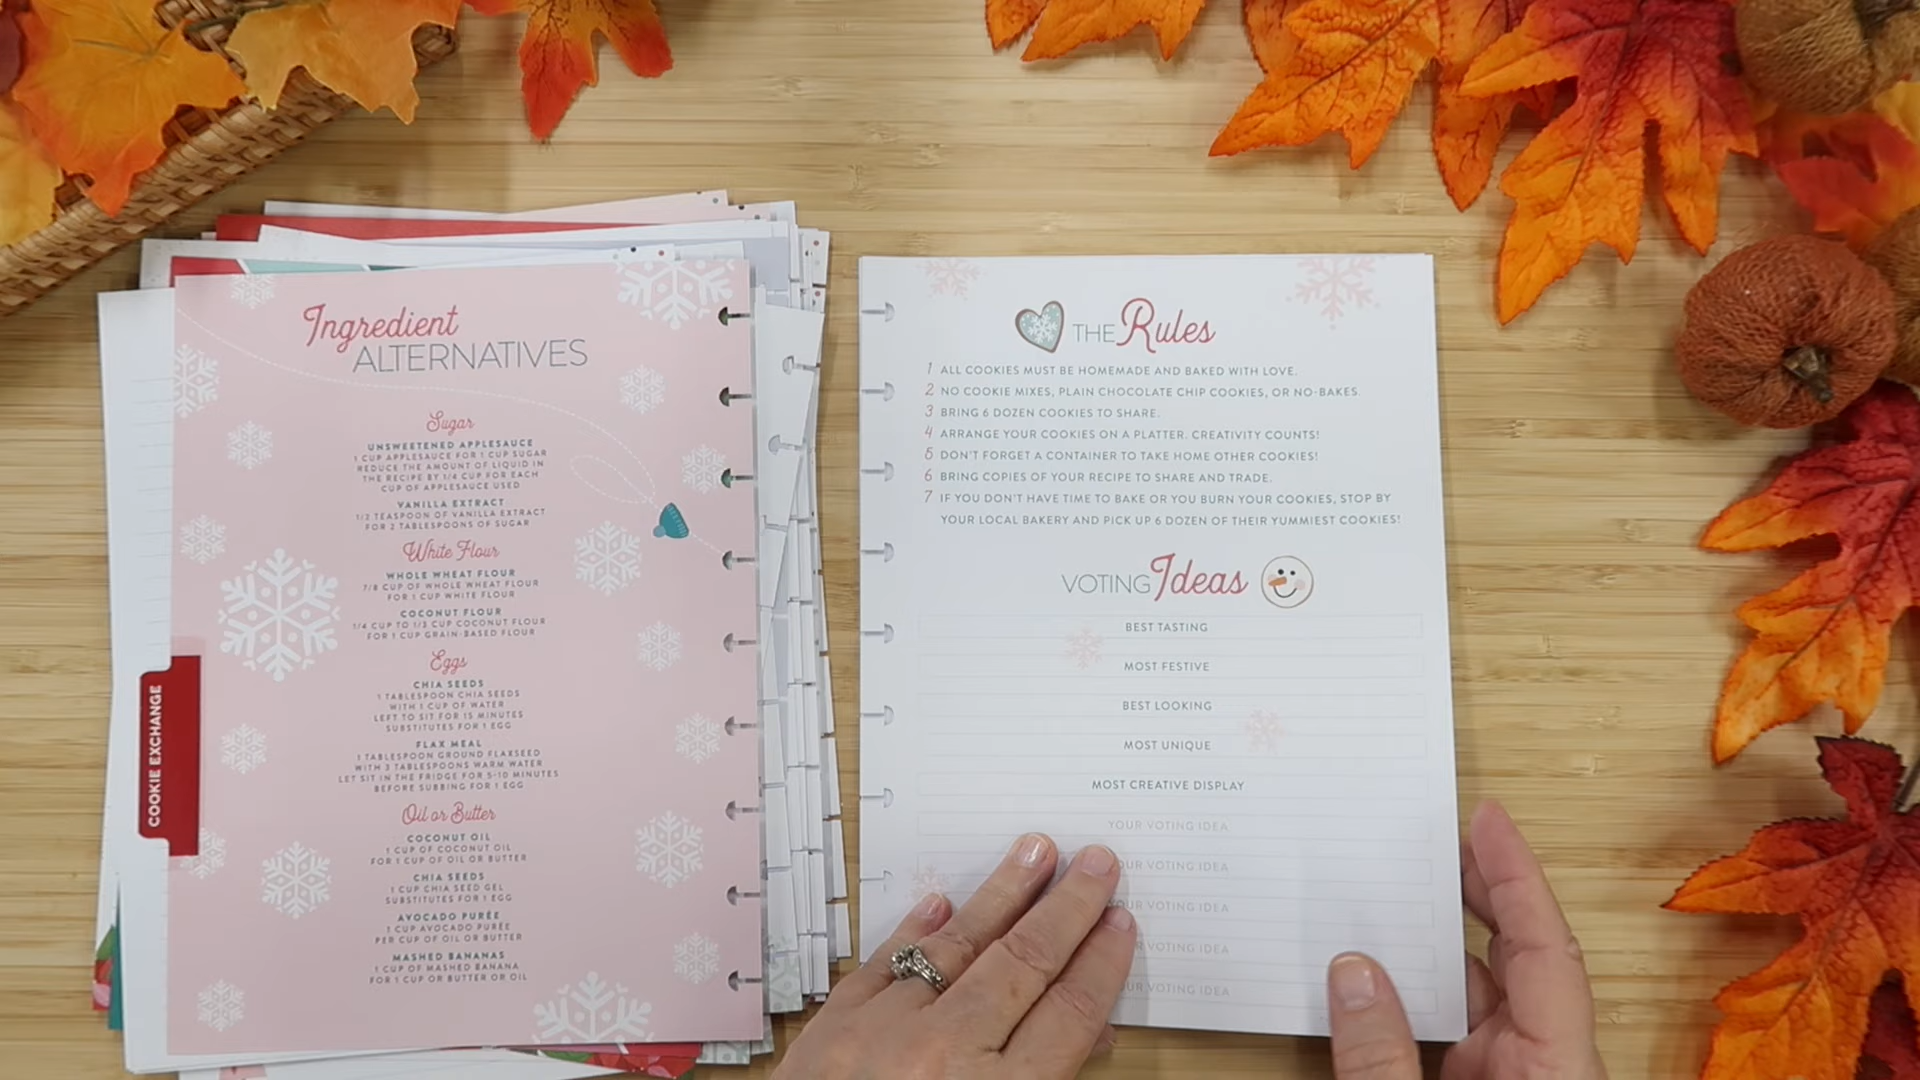 Ingredient
ALTERNATIVES
Sugar
UNSWEETENED APPLESAUCE
1 CUP APPLESAUCE FOR 1 CUP SUGAR
REDUCE THE AMOUNT OF LIQUID IN
THE RECIPE BY 1/4 CUP FOR EACH
CUP OF APPLESAUCE USED
VANILLA EXTRACT
1/2 TEASPOON OF VANILLA EXTRACT
FOR 2 TABLESPOONS OF SUGAR
White Flour
WHOLE WHEAT FLOUR
7/8 CUP OF WHOLE WHEAT FLOUR
FOR 1 CUP WHITE FLOUR
COCONUT FLOUR
1/4 CUP TO 1/3 CUP COCONUT FLOUR
FOR 1 CUP GRAIN-BASED FLOUR
Eggs
CHIA SEEDS
1 TABLESPOON CHIA SEEDS
WITH 1 CUP OF WATER
LEFT TO SIT FOR 15 MINUTES
SUBSTITUTES FOR 1 EGG
FLAX MEAL
1 TABLESPOON GROUND FLAXSEED
WITH 3 TABLESPOONS WARM WATER
LET SIT IN THE FRIDGE FOR 5-10 MINUTES
BEFORE SUBBING FOR 1 EGG
Oil or Butter
COCONUT OIL
1 CUP OF COCONUT OIL
FOR 1 CUP OF OIL OR BUTTER
CHIA SEEDS
1 CUP CHIA SEED GEL
SUBSTITUTES FOR 1 EGG
AVOCADO PURÉE
1 CUP AVOCADO PURÉE
PER CUP OF OIL OR BUTTER
MASHED BANANAS
1 CUP OF MASHED BANANA
FOR 1 CUP OR BUTTER OR OIL
COOKIE EXCHANGE
THE Rules
1 ALL COOKIES MUST BE HOMEMADE AND BAKED WITH LOVE.
2 NO COOKIE MIXES, PLAIN CHOCOLATE CHIP COOKIES, OR NO-BAKES.
3 BRING 6 DOZEN COOKIES TO SHARE.
4 ARRANGE YOUR COOKIES ON A PLATTER. CREATIVITY COUNTS!
5 DON'T FORGET A CONTAINER TO TAKE HOME OTHER COOKIES!
6 BRING COPIES OF YOUR RECIPE TO SHARE AND TRADE.
7 IF YOU DON'T HAVE TIME TO BAKE OR YOU BURN YOUR COOKIES, STOP BY
YOUR LOCAL BAKERY AND PICK UP 6 DOZEN OF THEIR YUMMIEST COOKIES!
VOTING Ideas
BEST TASTING
MOST FESTIVE
BEST LOOKING
MOST UNIQUE
MOST CREATIVE DISPLAY
YOUR VOTING IDEA
YOUR VOTING IDEA
YOUR VOTING IDEA
VOTING IDEA
YOUR VOTING IDEA